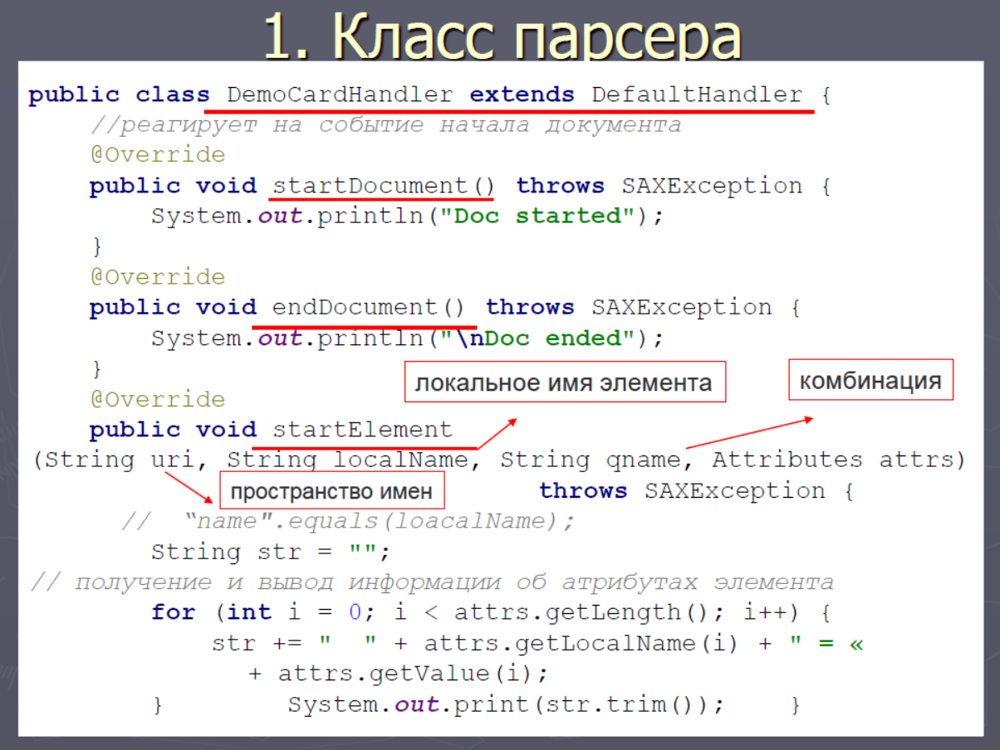 1. Класс парсера
public class DemoCardHandler extends DefaultHandler {
//реагирует на событие начала документа
@Override
public void startDocument() throws SAXException {
System.out.println("Doc started");
}
@Override
public void endDocument() throws SAXException {
System.out.println("\nDoc ended");
}
локальное имя элемента
комбинация
@Override
public void startElement
(String uri, String localName, String qname, Attributes attrs)
пространство имен
throws SAXException {
// “name".equals(loacalName);
String str = "";
// получение и вывод информации об атрибутах элемента
for (int i = 0; i < attrs.getLength(); i++) {
str += "  " + attrs.getLocalName(i) + " = «
+ attrs.getValue(i);
} System.out.print(str.trim()); }